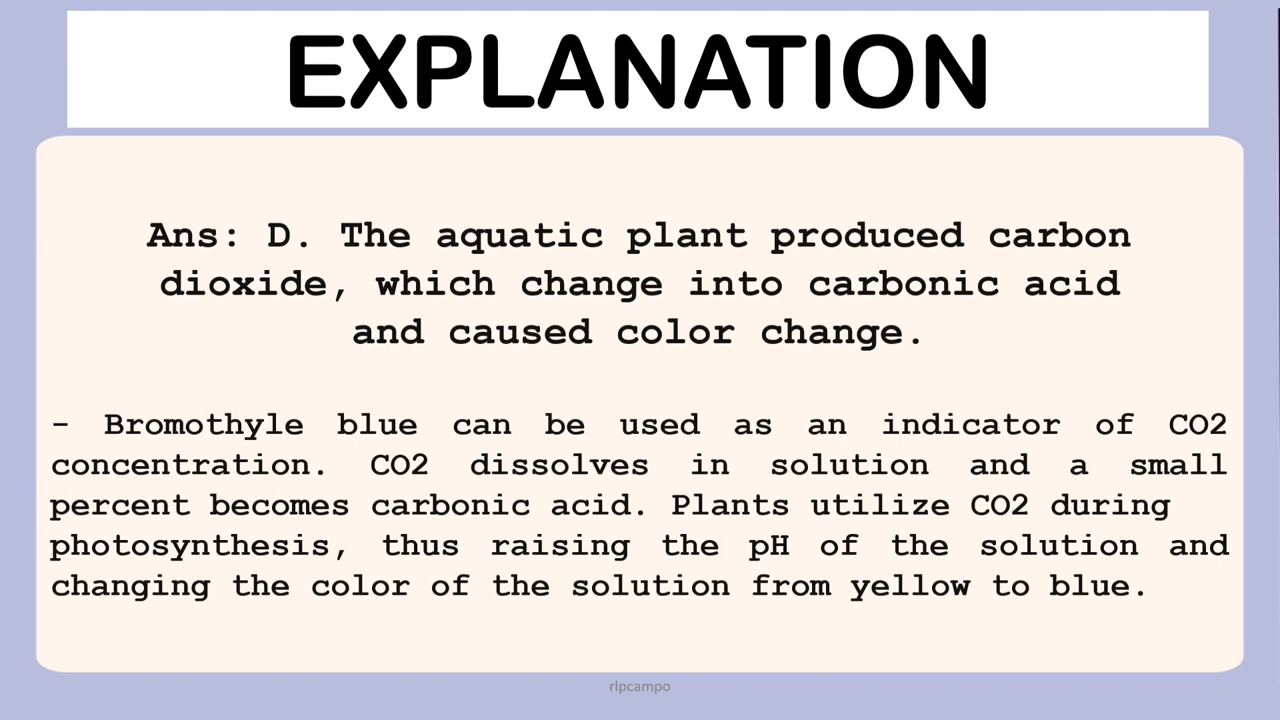 EXPLANATION
Ans: D. The aquatic plant produced carbon
dioxide, which change into carbonic acid
and caused color change.
- Bromothyle blue can be used as an indicator of CO2
concentration. CO2 dissolves in solution and a small
percent becomes carbonic acid. Plants utilize CO2 during
photosynthesis, thus raising the pH of the solution and
changing the color of the solution from yellow to blue.
rlpcampo